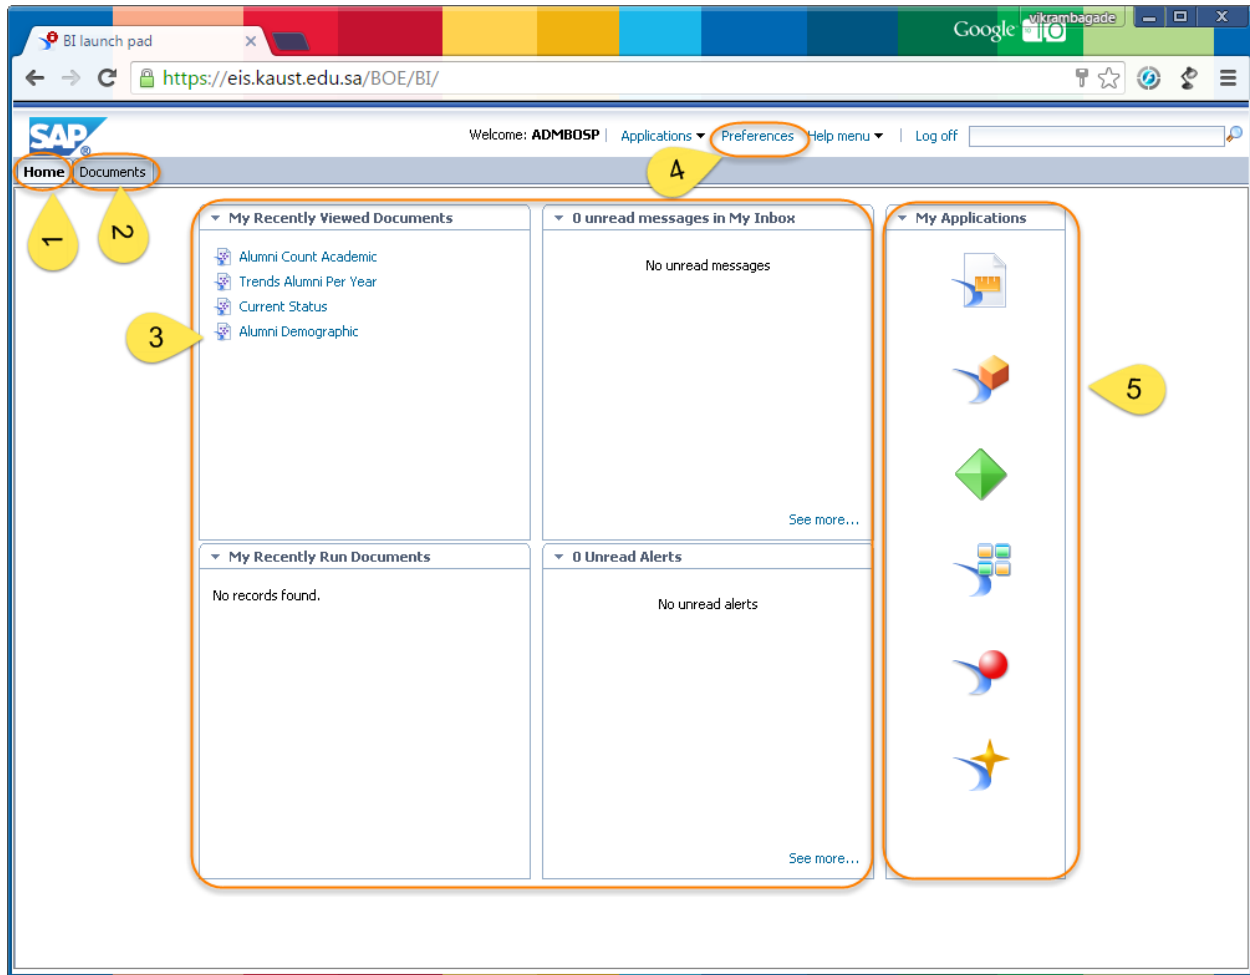 vikrambagade
Google IO
BI launch pad
https://eis.kaust.edu.sa/BOE/BI/
SAP®
Welcome: ADMBOSP | Applications Preferences Help menu | Log off
Home Documents
4
1
2
My Recently Viewed Documents
Alumni Count Academic
Trends Alumni Per Year
Current Status
Alumni Demographic
3
0 unread messages in My Inbox
No unread messages
See more...
My Applications
5
My Recently Run Documents
No records found.
0 Unread Alerts
No unread alerts
See more...